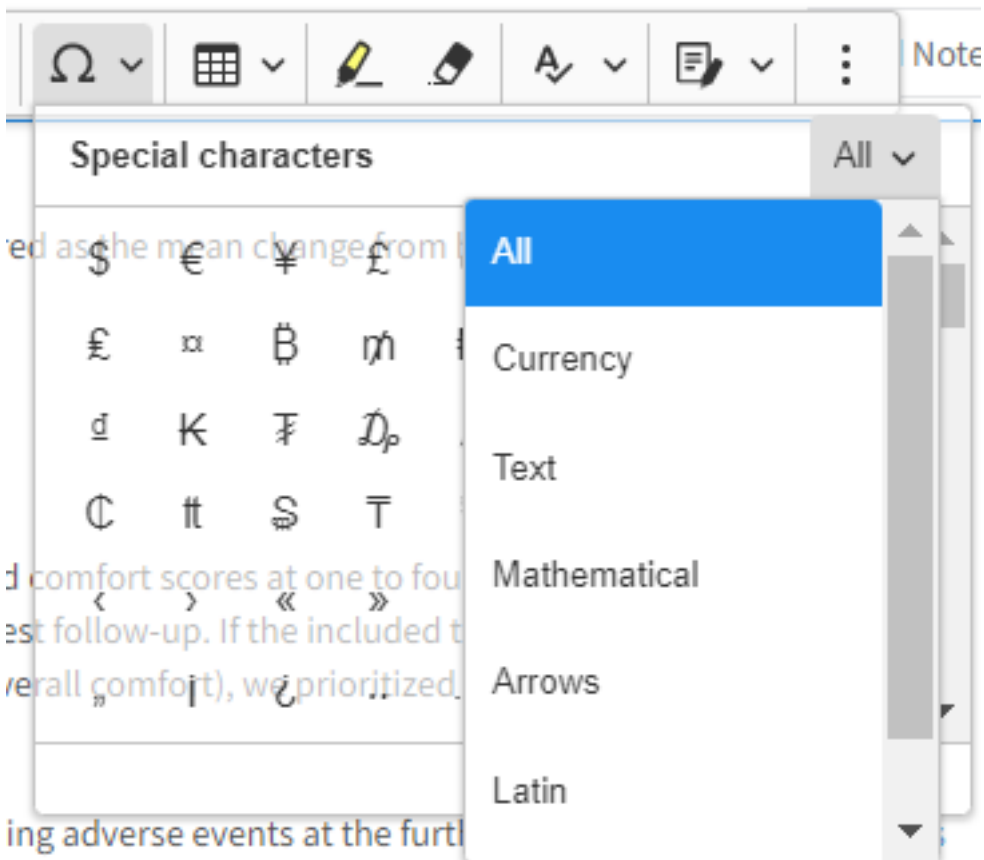 Ω
Note
Special characters
All
red as the mean change from
$ € ¥ £
All
₤ ¤ ₿ ₥
Currency
₫ ₭ ₮ ₯
Text
₵ ₶ ₷ ₸
Mathematical
d comfort scores at one to fou
‹ › « »
est follow-up. If the included t
verall comfort), we prioritized
„ ¡ ¿ ‥
Arrows
Latin
ing adverse events at the furtl